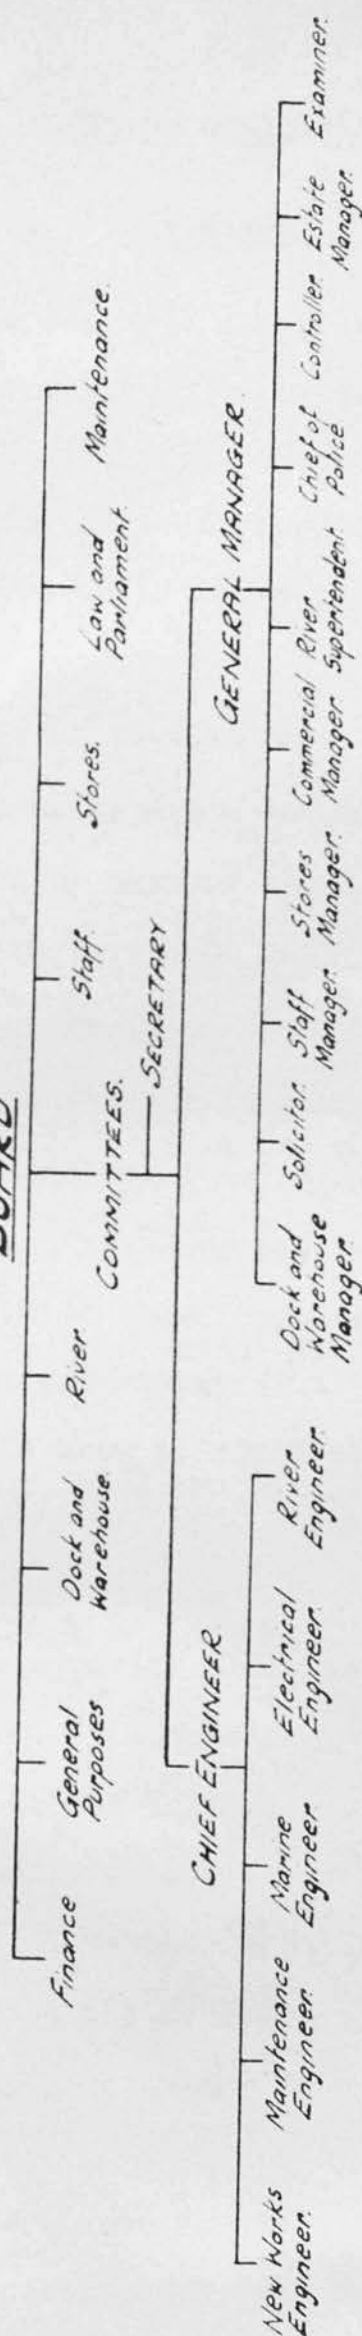 BOARD
Finance
General
Purposes
Dock and
Warehouse
River
Staff
Stores.
Law and
Parliament.
Maintenance.
COMMITTEES.
SECRETARY
CHIEF ENGINEER
GENERAL MANAGER.
New Works
Engineer.
Maintenance
Engineer.
Marine
Engineer
Electrical
Engineer.
River
Engineer.
Dock and
Warehouse
Manager.
Solicitor.
Staff
Manager.
Stores
Manager.
Commercial
Manager
River
Supertendent.
Chief of
Police
Controller.
Estate
Manager.
Examiner.